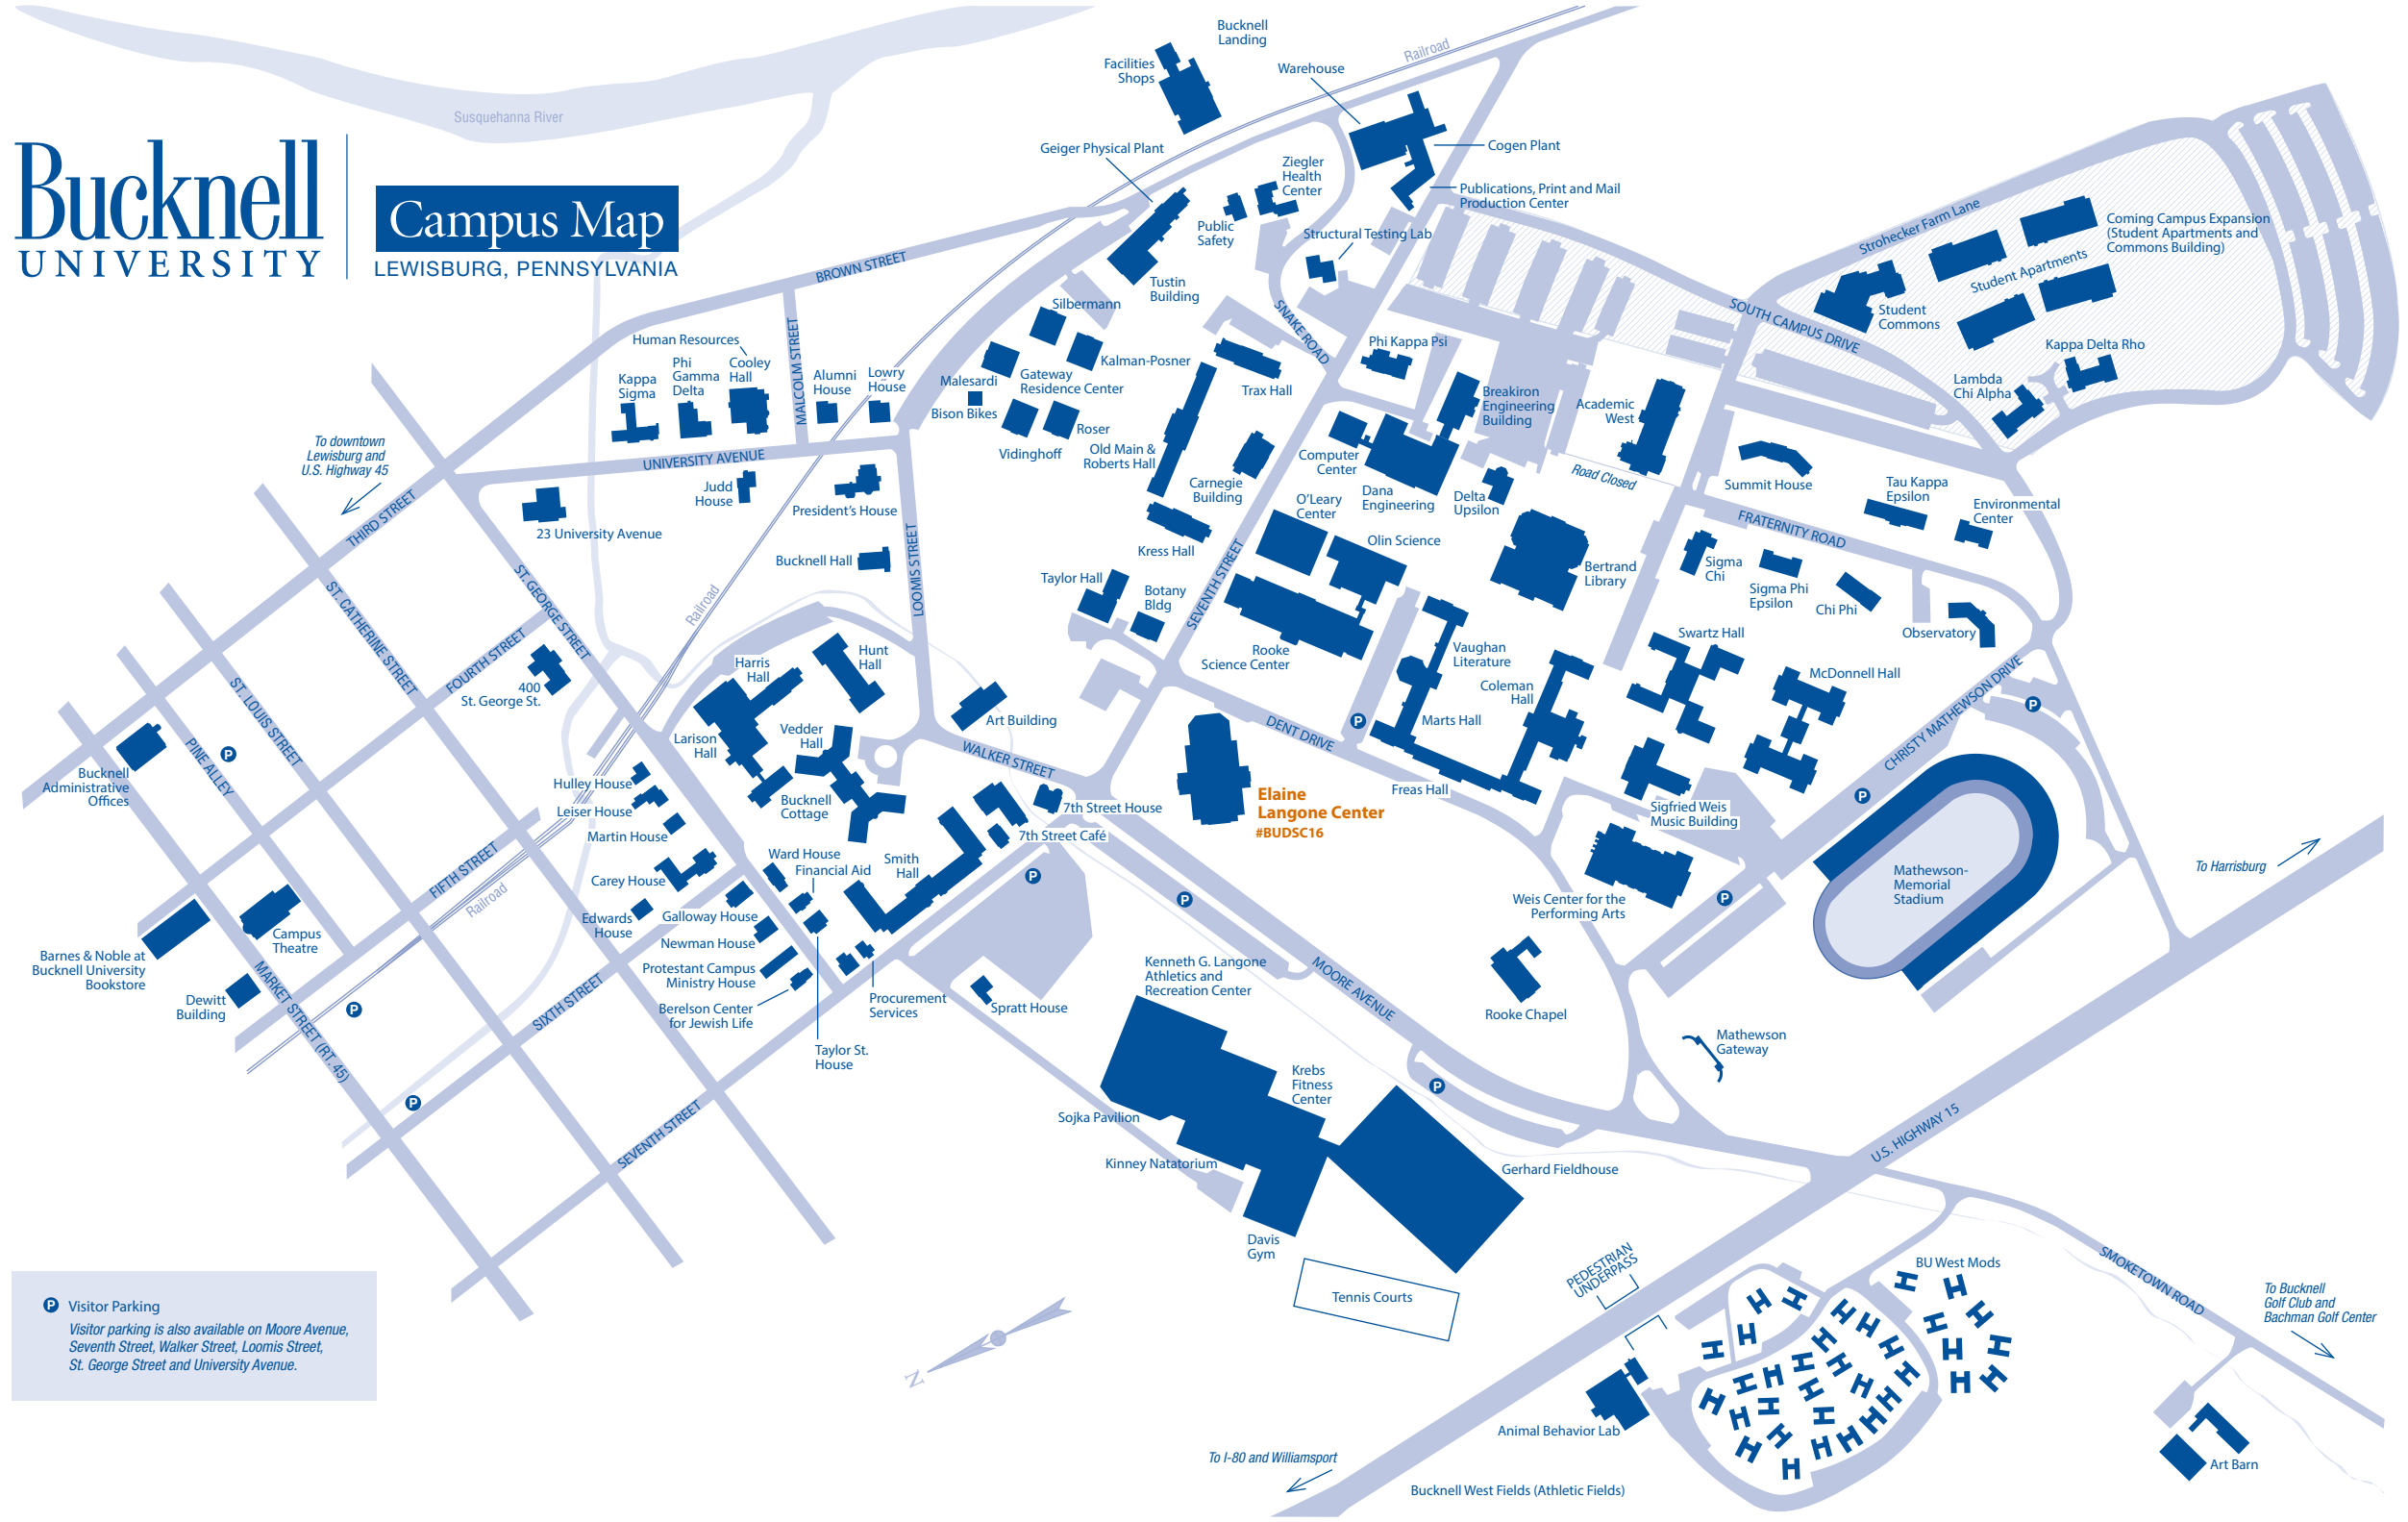 Bucknell
UNIVERSITY
Campus Map
LEWISBURG, PENNSYLVANIA
Susquehanna River
Bucknell
Landing
Facilities
Shops
Warehouse
Railroad
Geiger Physical Plant
Ziegler
Health
Center
Cogen Plant
Publications, Print and Mail
Production Center
Public
Safety
Structural Testing Lab
Tustin
Building
Strohecker Farm Lane
Coming Campus Expansion
(Student Apartments and
Commons Building)
Student Apartments
Student
Commons
SOUTH CAMPUS DRIVE
Kappa Delta Rho
Lambda
Chi Alpha
BROWN STREET
MALCOLM STREET
Silbermann
Kalman-Posner
Malesardi
Gateway
Residence Center
Bison Bikes
Roser
Vidinghoff
SNAKE ROAD
Trax Hall
Phi Kappa Psi
Breakiron
Engineering
Building
Academic
West
Human Resources
Kappa
Sigma
Phi
Gamma
Delta
Cooley
Hall
Alumni
House
Lowry
House
To downtown
Lewisburg and
U.S. Highway 45
UNIVERSITY AVENUE
Judd
House
President's House
23 University Avenue
Bucknell Hall
THIRD STREET
Old Main &
Roberts Hall
Carnegie
Building
Computer
Center
Dana
Engineering
Delta
Upsilon
Road Closed
Summit House
Tau Kappa
Epsilon
Environmental
Center
FRATERNITY ROAD
O'Leary
Center
Olin Science
Kress Hall
Taylor Hall
Botany
Bldg
SEVENTH STREET
Bertrand
Library
Sigma
Chi
Sigma Phi
Epsilon
Chi Phi
Observatory
LOOMIS STREET
ST. GEORGE STREET
ST. CATHERINE STREET
FOURTH STREET
Railroad
400
St. George St.
ST. LOUIS STREET
PINE ALLEY
P
Bucknell
Administrative
Offices
Harris
Hall
Hunt
Hall
Larison
Hall
Vedder
Hall
Bucknell
Cottage
Art Building
WALKER STREET
Rooke
Science Center
Vaughan
Literature
Coleman
Hall
Marts Hall
P
DENT DRIVE
Freas Hall
Swartz Hall
McDonnell Hall
CHRISTY MATHEWSON DRIVE
P
P
Elaine
Langone Center
#BUDSC16
7th Street House
7th Street Café
Sigfried Weis
Music Building
Hulley House
Leiser House
Martin House
Carey House
Edwards
House
Ward House
Financial Aid
Smith
Hall
P
P
Galloway House
Newman House
Protestant Campus
Ministry House
Berelson Center
for Jewish Life
Taylor St.
House
Procurement
Services
Spratt House
FIFTH STREET
Railroad
Campus
Theatre
Barnes & Noble at
Bucknell University
Bookstore
Dewitt
Building
P
MARKET STREET (RT. 45)
SIXTH STREET
P
SEVENTH STREET
Weis Center for the
Performing Arts
P
Mathewson-
Memorial
Stadium
To Harrisburg
Kenneth G. Langone
Athletics and
Recreation Center
MOORE AVENUE
Rooke Chapel
Mathewson
Gateway
Krebs
Fitness
Center
P
Sojka Pavilion
Kinney Natatorium
Gerhard Fieldhouse
Davis
Gym
Tennis Courts
U.S. HIGHWAY 15
PEDESTRIAN
UNDERPASS
BU West Mods
SMOKETOWN ROAD
To Bucknell
Golf Club and
Bachman Golf Center
Animal Behavior Lab
Art Barn
To I-80 and Williamsport
Bucknell West Fields (Athletic Fields)
N
P Visitor Parking
Visitor parking is also available on Moore Avenue,
Seventh Street, Walker Street, Loomis Street,
St. George Street and University Avenue.